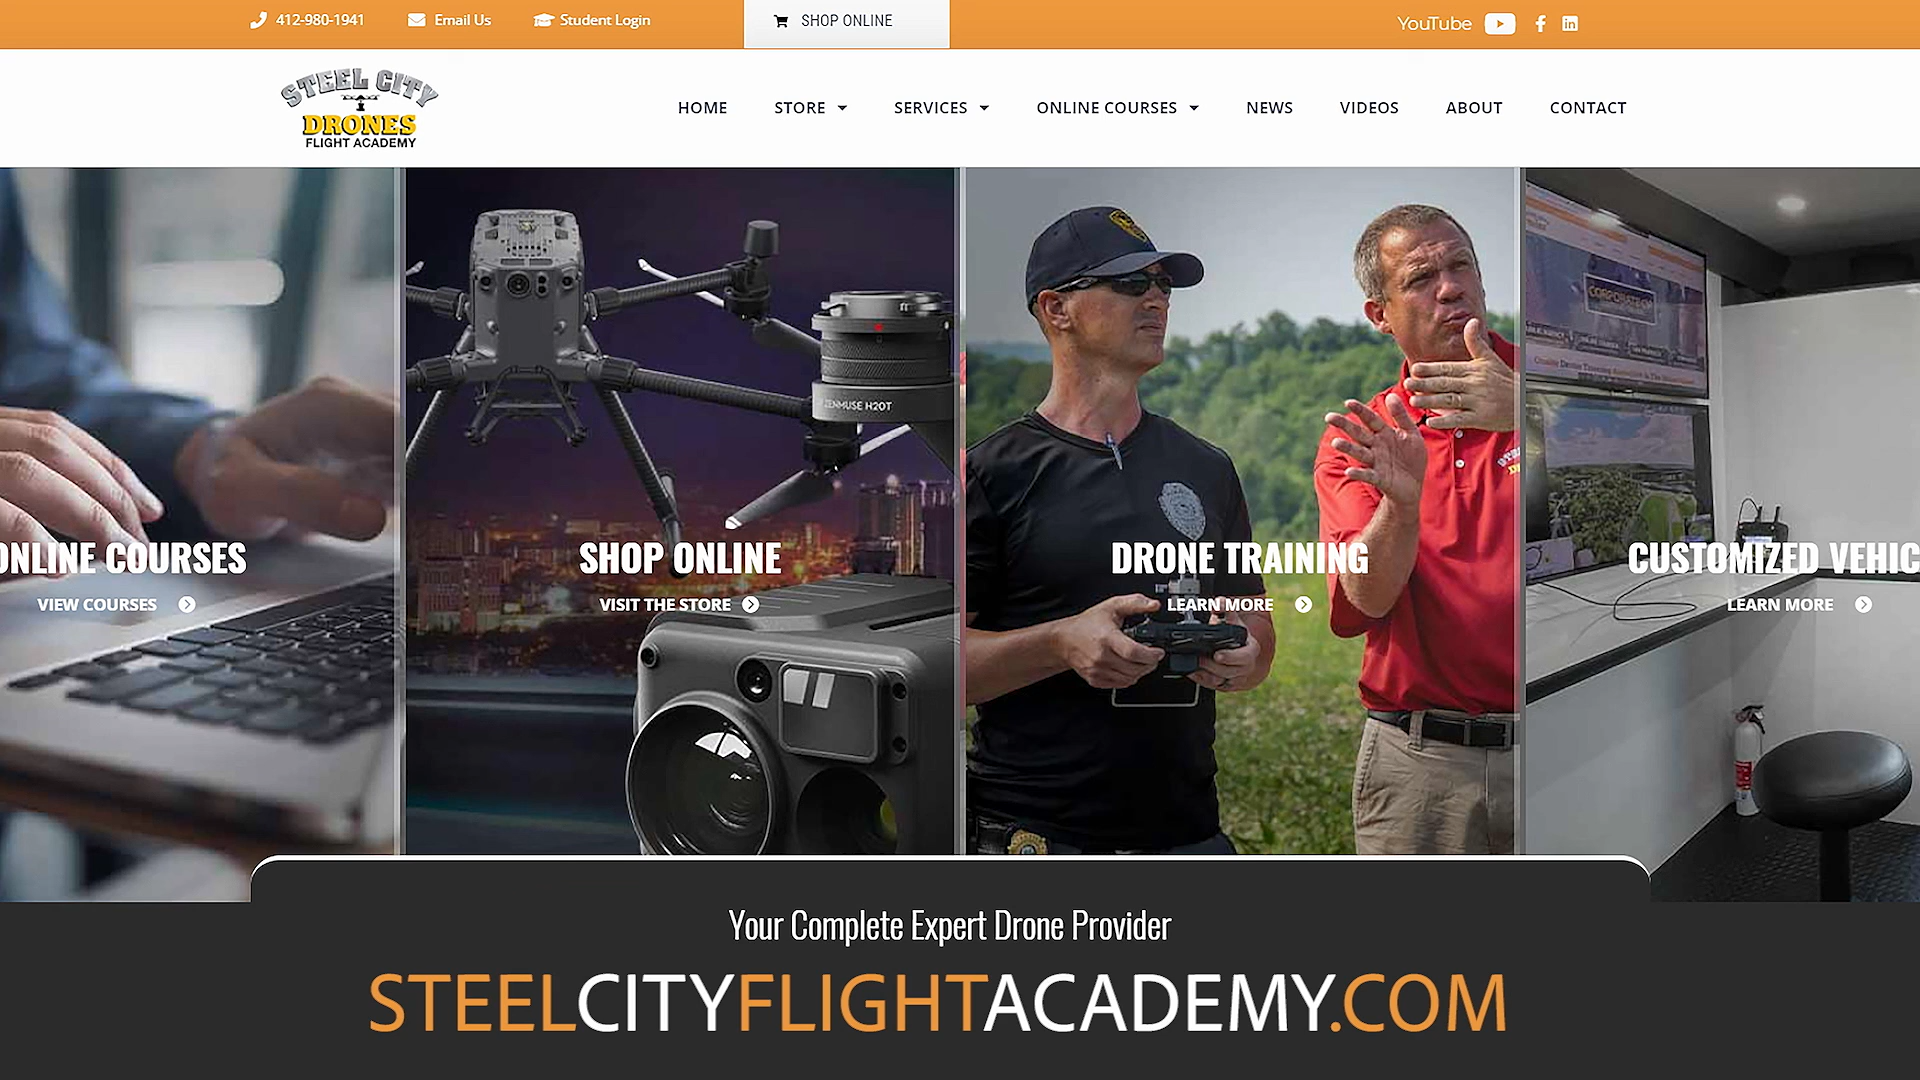 412-980-1941
Email Us
Student Login
SHOP ONLINE
YouTube
STEEL CITY
DRONES
FLIGHT ACADEMY
HOME
STORE
SERVICES
ONLINE COURSES
NEWS
VIDEOS
ABOUT
CONTACT
ZENMUSE H20T
ONLINE COURSES
VIEW COURSES
SHOP ONLINE
VISIT THE STORE
DRONE TRAINING
LEARN MORE
CUSTOMIZED VEHIC
LEARN MORE
Your Complete Expert Drone Provider
STEELCITYFLIGHTACADEMY.COM